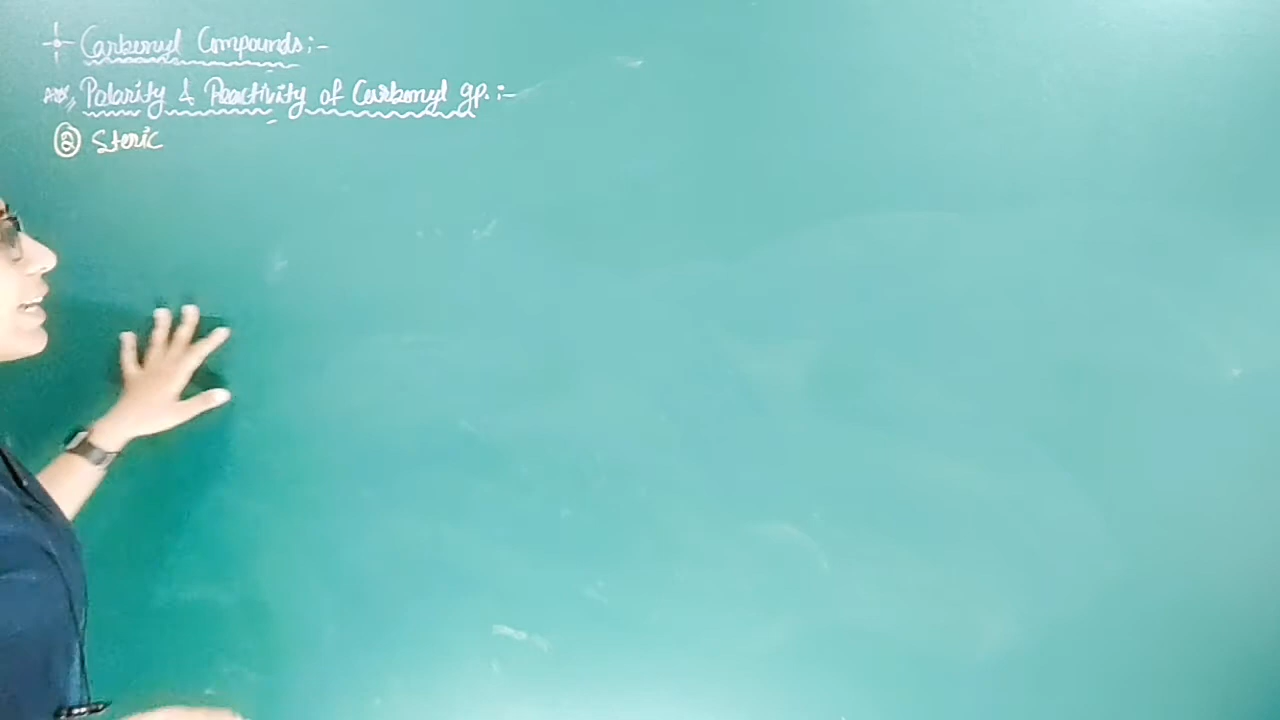 Carbonyl Compounds:-
Polarity & Reactivity of Carbonyl gp.:-
② Steric